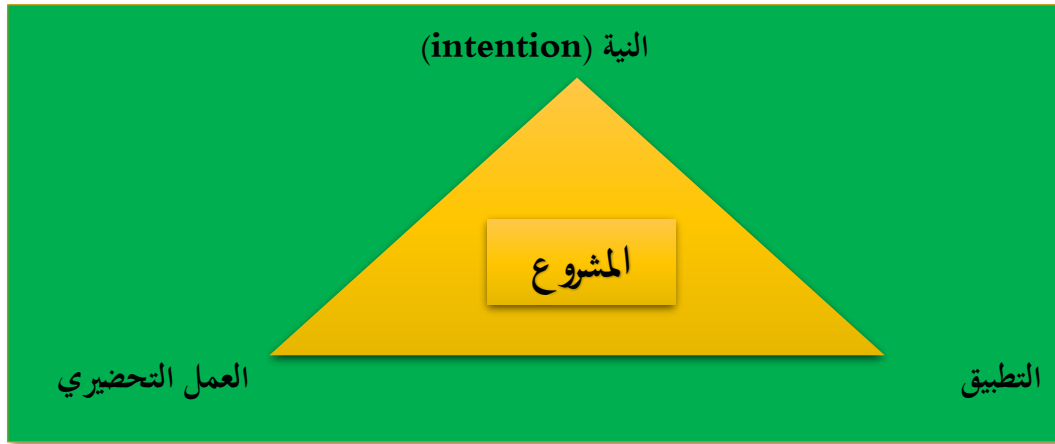 النية (intention)
المشروع
التطبيق
العمل التحضيري